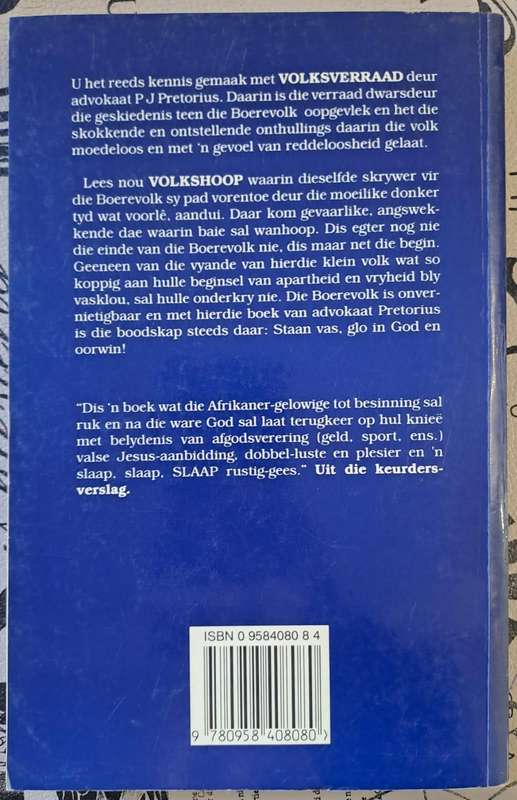 U het reeds kennis gemaak met VOLKSVERRAAD deur
advokaat P J Pretorius. Daarin is die verraad dwarsdeur
die geskiedenis teen die Boerevolk oopgevlek en het die
skokkende en ontstellende onthullings daarin die volk
moedeloos en met 'n gevoel van reddeloosheid gelaat.
Lees nou VOLKSHOOP waarin dieselfde skrywer vir
die Boerevolk sy pad vorentoe deur die moeilike donker
tyd wat voorlê, aandui. Daar kom gevaarlike, angswek-
kende dae waarin baie sal wanhoop. Dis egter nog nie
die einde van die Boerevolk nie, dis maar net die begin.
Geeneen van die vyande van hierdie klein volk wat so
koppig aan hulle beginsel van apartheid en vryheid bly
vasklou, sal hulle onderkry nie. Die Boerevolk is onver-
nietigbaar en met hierdie boek van advokaat Pretorius
is die boodskap steeds daar: Staan vas, glo in God en
oorwin!
"Dis 'n boek wat die Afrikaner-gelowige tot besinning sal
ruk en na die ware God sal laat terugkeer op hul knieë
met belydenis van afgodsverering (geld, sport, ens.)
valse Jesus-aanbidding, dobbel-luste en plesier en 'n
slaap, slaap, SLAAP rustig-gees." Uit die keurders-
verslag.
ISBN 0 9584080 8 4
9 780958 408080